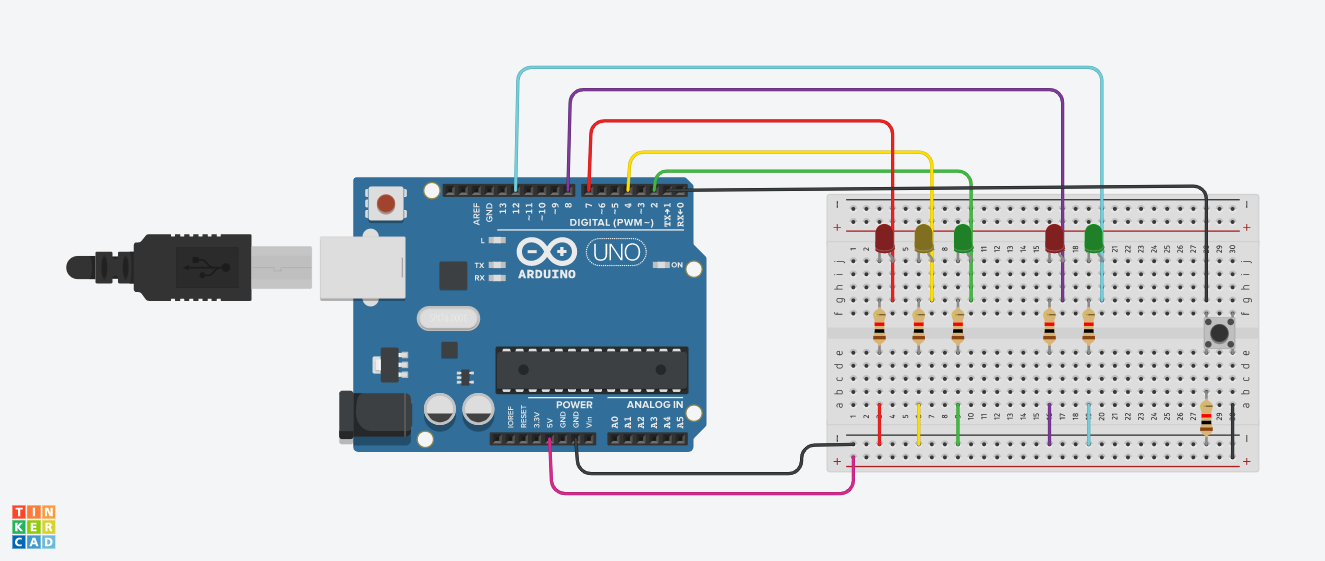 AREF
GND
13
12
~11
~10
~9
8
7
~6
~5
4
~3
2
TX→1
RX←0
DIGITAL (PWM~)
L
TX
RX
ARDUINO
UNO
ON
POWER
ANALOG IN
IOREF
RESET
3.3V
5V
GND
GND
Vin
A0
A1
A2
A3
A4
A5
j
i
h
g
f
e
d
c
b
a
TIN
KER
CAD